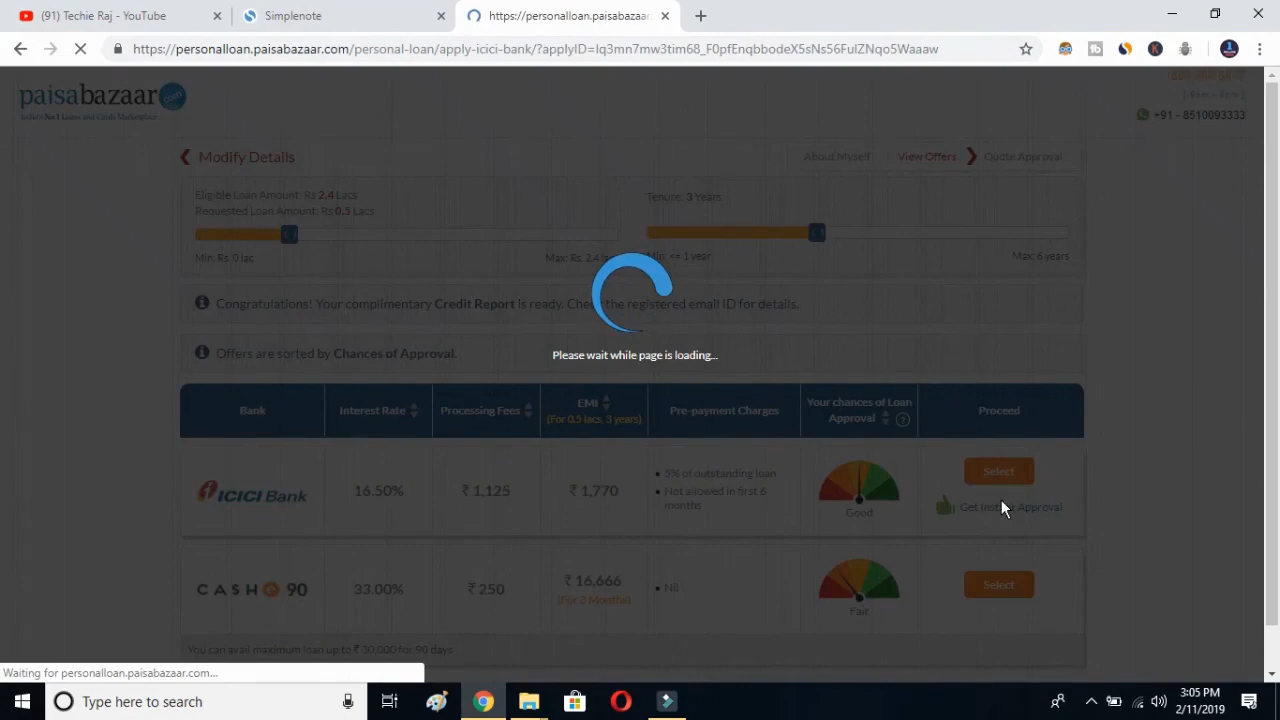 (91) Techie Raj - YouTube
Simplenote
https://personalloan.paisabazaar.
https://personalloan.paisabazaar.com/personal-loan/apply-icici-bank/?applyID=Iq3mn7mw3tim68_F0pfEnqbbodeX5sNs56FuIZNqo5Waaaw
paisabazaar
India's No1 Loans and Cards Marketplace
+91 - 8510093333
Modify Details
About Myself
View Offers
Quote Approval
Eligible Loan Amount: Rs 2.4 Lacs
Requested Loan Amount: Rs 0.5 Lacs
Tenure: 3 Years
Min: Rs. 0 lac
Max: Rs. 2.4 lac
Min: <= 1 year
Max: 6 years
Congratulations! Your complimentary Credit Report is ready. Check the registered email ID for details.
Please wait while page is loading...
Offers are sorted by Chances of Approval.
Bank
Interest Rate
Processing Fees
EMI
(For 0.5 lacs, 3 years)
Pre-payment Charges
Your chances of Loan
Approval ?
Proceed
ICICI Bank
16.50%
₹ 1,125
₹ 1,770
• 5% of outstanding loan
• Not allowed in first 6
months
Good
Select
Get Instant Approval
CASHe 90
33.00%
₹ 250
₹ 16,666
(For 3 Months)
• Nil
Fair
Select
You can avail maximum loan up to ₹ 30,000 for 90 days
Waiting for personalloan.paisabazaar.com...
Type here to search
3:05 PM
2/11/2019